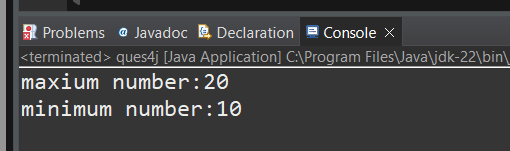 Problems Javadoc Declaration Console
<terminated> ques4j [Java Application] C:\Program Files\Java\jdk-22\bin\
maxium number:20
minimum number:10